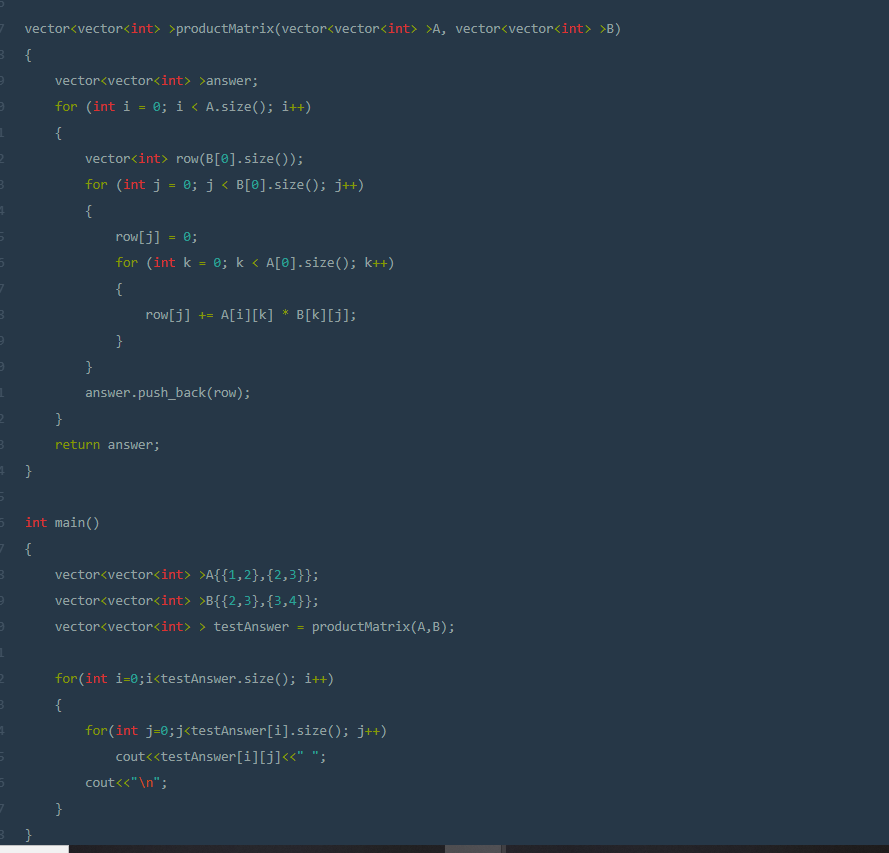 vector<vector<int> >productMatrix(vector<vector<int> >A, vector<vector<int> >B)
{
    vector<vector<int> >answer;
    for (int i = 0; i < A.size(); i++)
    {
        vector<int> row(B[0].size());
        for (int j = 0; j < B[0].size(); j++)
        {
            row[j] = 0;
            for (int k = 0; k < A[0].size(); k++)
            {
                row[j] += A[i][k] * B[k][j];
            }
        }
        answer.push_back(row);
    }
    return answer;
}

int main()
{
    vector<vector<int> >A{{1,2},{2,3}};
    vector<vector<int> >B{{2,3},{3,4}};
    vector<vector<int> > testAnswer = productMatrix(A,B);

    for(int i=0;i<testAnswer.size(); i++)
    {
        for(int j=0;j<testAnswer[i].size(); j++)
            cout<<testAnswer[i][j]<<" ";
        cout<<"\n";
    }
}